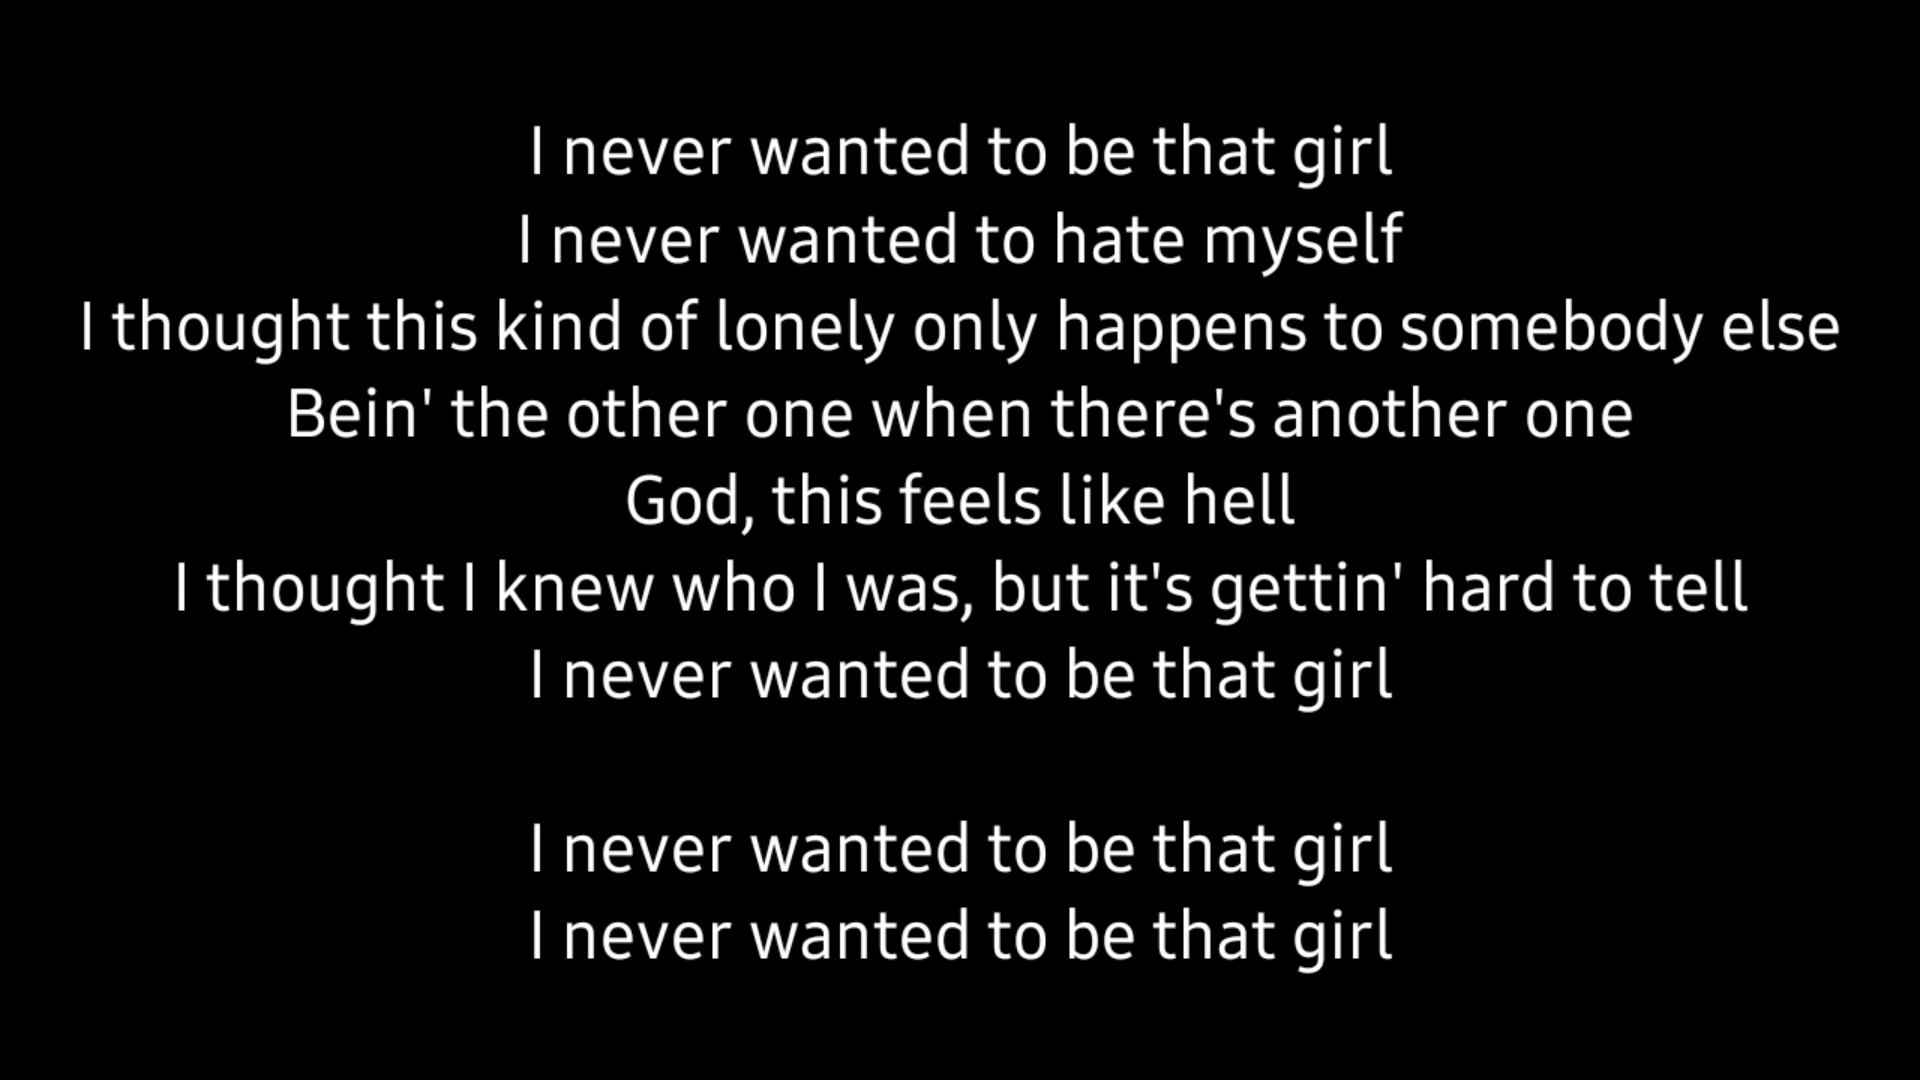 I never wanted to be that girl
I never wanted to hate myself
I thought this kind of lonely only happens to somebody else
Bein' the other one when there's another one
God, this feels like hell
I thought I knew who I was, but it's gettin' hard to tell
I never wanted to be that girl
I never wanted to be that girl
I never wanted to be that girl